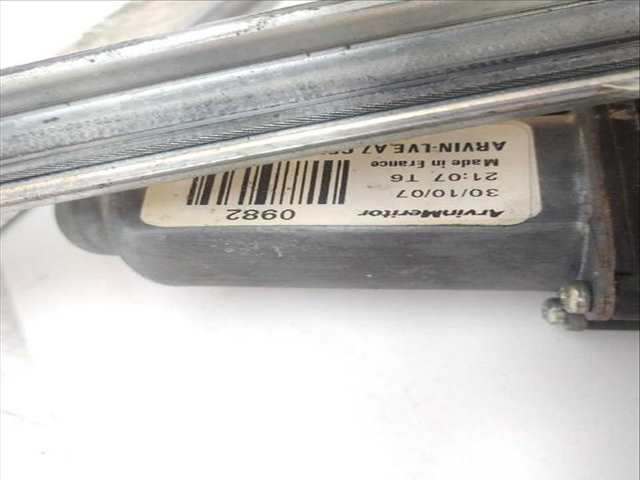 ArvinMeritor
0982
30/10/07
21:07 T6
Made in France
ARVIN-LVE.A7